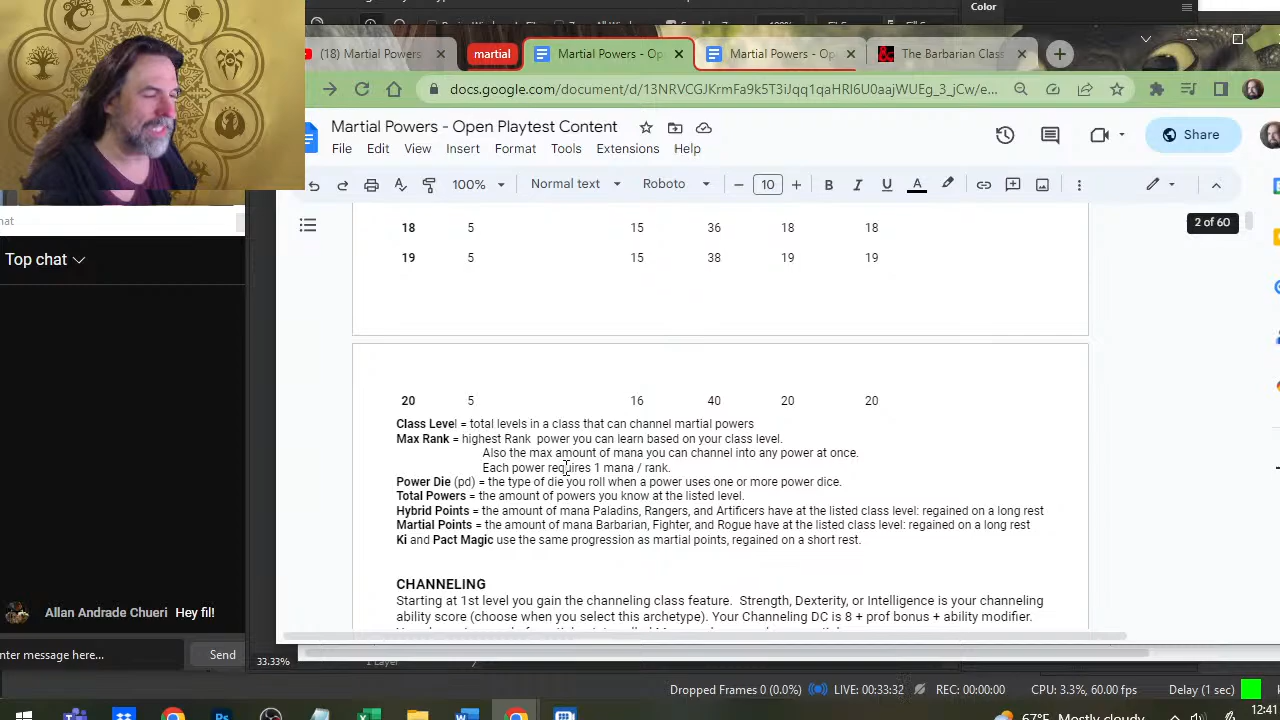 Color
(18) Martial Powers
martial
Martial Powers - Op
Martial Powers - Op
The Barbarian Clas
docs.google.com/document/d/13NRVCGJKrmFa9k5T3iUqq1qaHRI6U0aajWUEg_3_jCw/e...
Martial Powers - Open Playtest Content
File Edit View Insert Format Tools Extensions Help
Share
100% Normal text Roboto 10 B I U A
2 of 60
18 5 15 36 18 18
19 5 15 38 19 19
20 5 16 40 20 20
Class Level = total levels in a class that can channel martial powers
Max Rank = highest Rank power you can learn based on your class level.
Also the max amount of mana you can channel into any power at once.
Each power requires 1 mana / rank.
Power Die (pd) = the type of die you roll when a power uses one or more power dice.
Total Powers = the amount of powers you know at the listed level.
Hybrid Points = the amount of mana Paladins, Rangers, and Artificers have at the listed class level: regained on a long rest
Martial Points = the amount of mana Barbarian, Fighter, and Rogue have at the listed class level: regained on a long rest
Ki and Pact Magic use the same progression as martial points, regained on a short rest.
CHANNELING
Starting at 1st level you gain the channeling class feature. Strength, Dexterity, or Intelligence is your channeling
ability score (choose when you select this archetype). Your Channeling DC is 8 + prof bonus + ability modifier.
hat
Top chat
Allan Andrade Chueri Hey fil!
nter message here...
Send
33.33%
1 Layer
Dropped Frames 0 (0.0%) LIVE: 00:33:32 REC: 00:00:00 CPU: 3.3%, 60.00 fps Delay (1 sec)
67°F Mostly cloudy
12:41